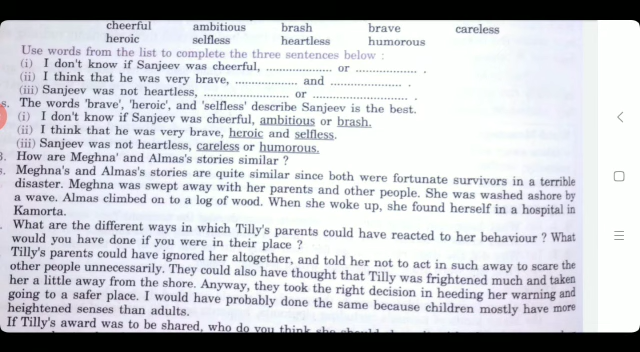 cheerful ambitious brash brave careless
heroic selfless heartless humorous
Use words from the list to complete the three sentences below :
(i) I don't know if Sanjeev was cheerful, ..................... or ................... .
(ii) I think that he was very brave, .................... and ....................... .
(iii) Sanjeev was not heartless, ........................... or .............................. .
s. The words 'brave', 'heroic', and 'selfless' describe Sanjeev is the best.
(i) I don't know if Sanjeev was cheerful, ambitious or brash.
(ii) I think that he was very brave, heroic and selfless.
(iii) Sanjeev was not heartless, careless or humorous.
3. How are Meghna' and Almas's stories similar ?
s. Meghna's and Almas's stories are quite similar since both were fortunate survivors in a terrible
disaster. Meghna was swept away with her parents and other people. She was washed ashore by
a wave. Almas climbed on to a log of wood. When she woke up, she found herself in a hospital in
Kamorta.
. What are the different ways in which Tilly's parents could have reacted to her behaviour ? What
would you have done if you were in their place ?
Tilly's parents could have ignored her altogether, and told her not to act in such away to scare the
other people unnecessarily. They could also have thought that Tilly was frightened much and taken
her a little away from the shore. Anyway, they took the right decision in heeding her warning and
going to a safer place. I would have probably done the same because children mostly have more
heightened senses than adults.
If Tilly's award was to be shared, who do you think she